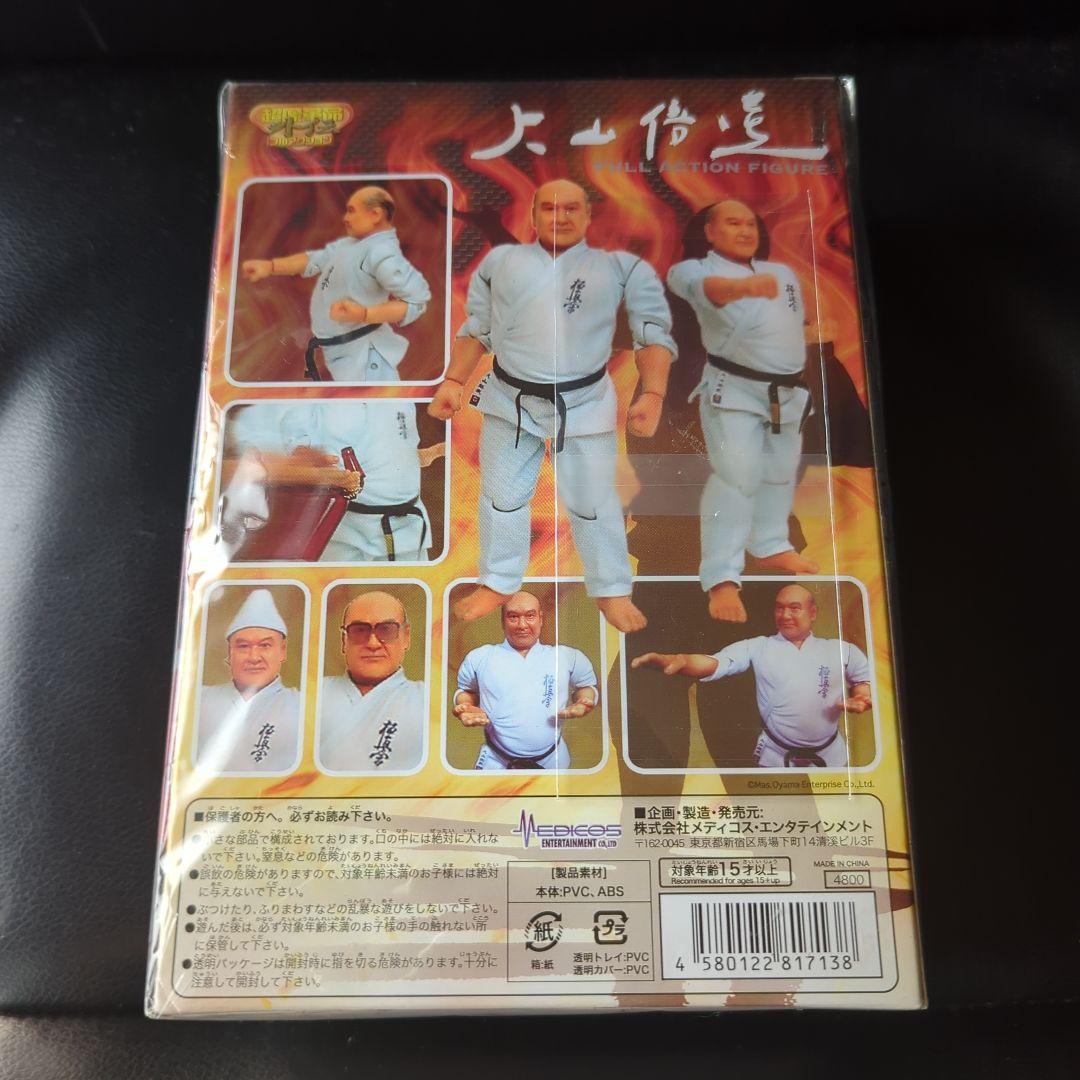 大山倍達
FULL ACTION FIGURE
極真会
極真会
極真会
極真会
極真会
©Mas.Oyama Enterprise Co.,Ltd.
■保護者の方へ。必ずお読み下さい。
●小さな部品で構成されております。口の中には絶対に入れな
いで下さい。窒息などの危険があります。
●誤飲の危険がありますので、対象年齢未満のお子様には絶対
に与えないで下さい。
●ぶつけたり、ふりまわすなどの乱暴な遊びをしないで下さい。
●遊んだ後は、必ず対象年齢未満のお子様の手の触れない所
に保管して下さい。
●透明パッケージは開封時に指を切る危険があります。十分に
注意して開封して下さい。
MEDICOS
ENTERTAINMENT CO.,LTD
[製品素材]
本体:PVC、ABS
紙
プラ
箱:紙
透明トレイ:PVC
透明カバー:PVC
■企画・製造・発売元:
株式会社メディコス・エンタテインメント
〒162-0045 東京都新宿区馬場下町14清溪ビル3F
対象年齢15才以上
Recommended for ages 15+up
MADE IN CHINA
4800
4 580122 817138